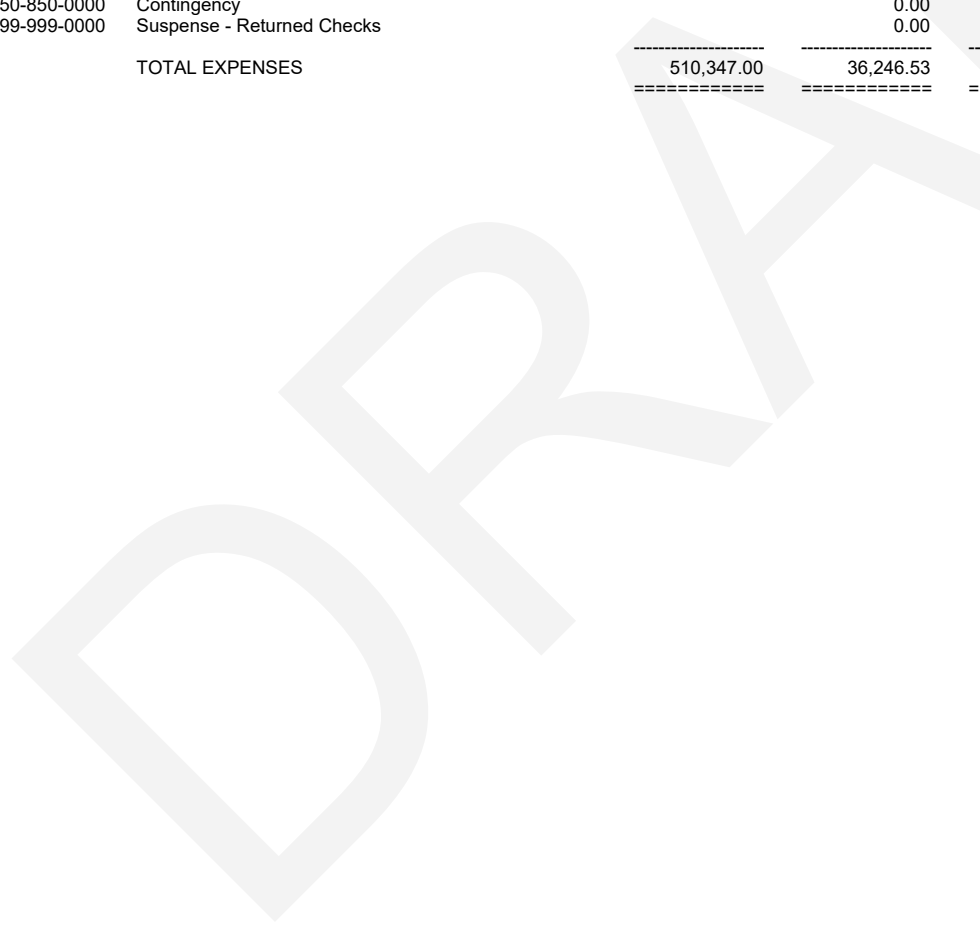 50-850-0000 Contingency 0.00
99-999-0000 Suspense - Returned Checks 0.00
--------------------- --------------------- --
TOTAL EXPENSES 510,347.00 36,246.53
============ ============ =
DRA